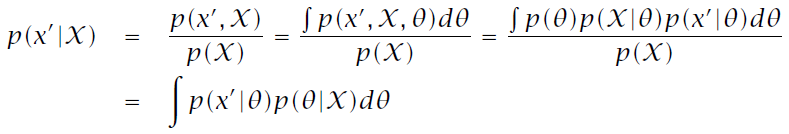 p(x′|X) = p(x′, X) / p(X) = ∫ p(x′, X, θ)dθ / p(X) = ∫ p(θ)p(X|θ)p(x′|θ)dθ / p(X)
= ∫ p(x′|θ)p(θ|X)dθ